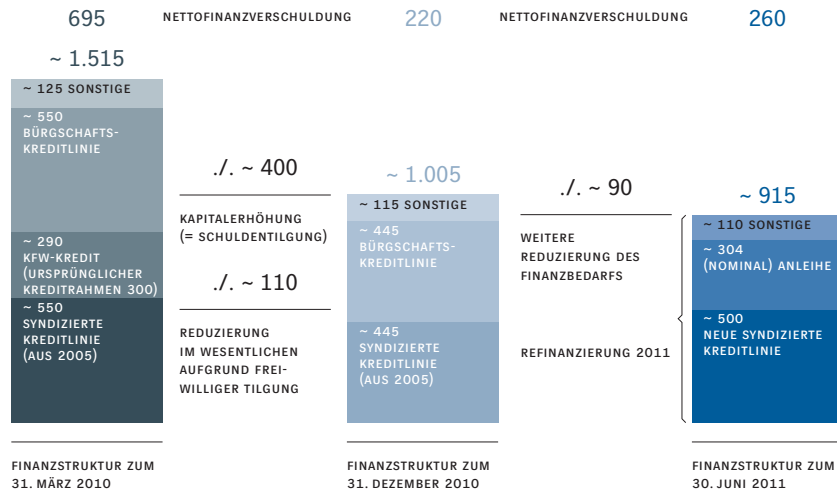 695 NETTOFINANZVERSCHULDUNG 220 NETTOFINANZVERSCHULDUNG 260
~ 1.515
~ 125 SONSTIGE
~ 550
BÜRGSCHAFTS-
KREDITLINIE
~ 290
KFW-KREDIT
(URSPRÜNGLICHER
KREDITRAHMEN 300)
~ 550
SYNDIZIERTE
KREDITLINIE
(AUS 2005)
FINANZSTRUKTUR ZUM
31. MÄRZ 2010
./. ~ 400
KAPITALERHÖHUNG
(= SCHULDENTILGUNG)
./. ~ 110
REDUZIERUNG
IM WESENTLICHEN
AUFGRUND FREI-
WILLIGER TILGUNG
~ 1.005
~ 115 SONSTIGE
~ 445
BÜRGSCHAFTS-
KREDITLINIE
~ 445
SYNDIZIERTE
KREDITLINIE
(AUS 2005)
FINANZSTRUKTUR ZUM
31. DEZEMBER 2010
./. ~ 90
WEITERE
REDUZIERUNG DES
FINANZBEDARFS
REFINANZIERUNG 2011
~ 915
~ 110 SONSTIGE
~ 304
(NOMINAL) ANLEIHE
~ 500
NEUE SYNDIZIERTE
KREDITLINIE
FINANZSTRUKTUR ZUM
30. JUNI 2011